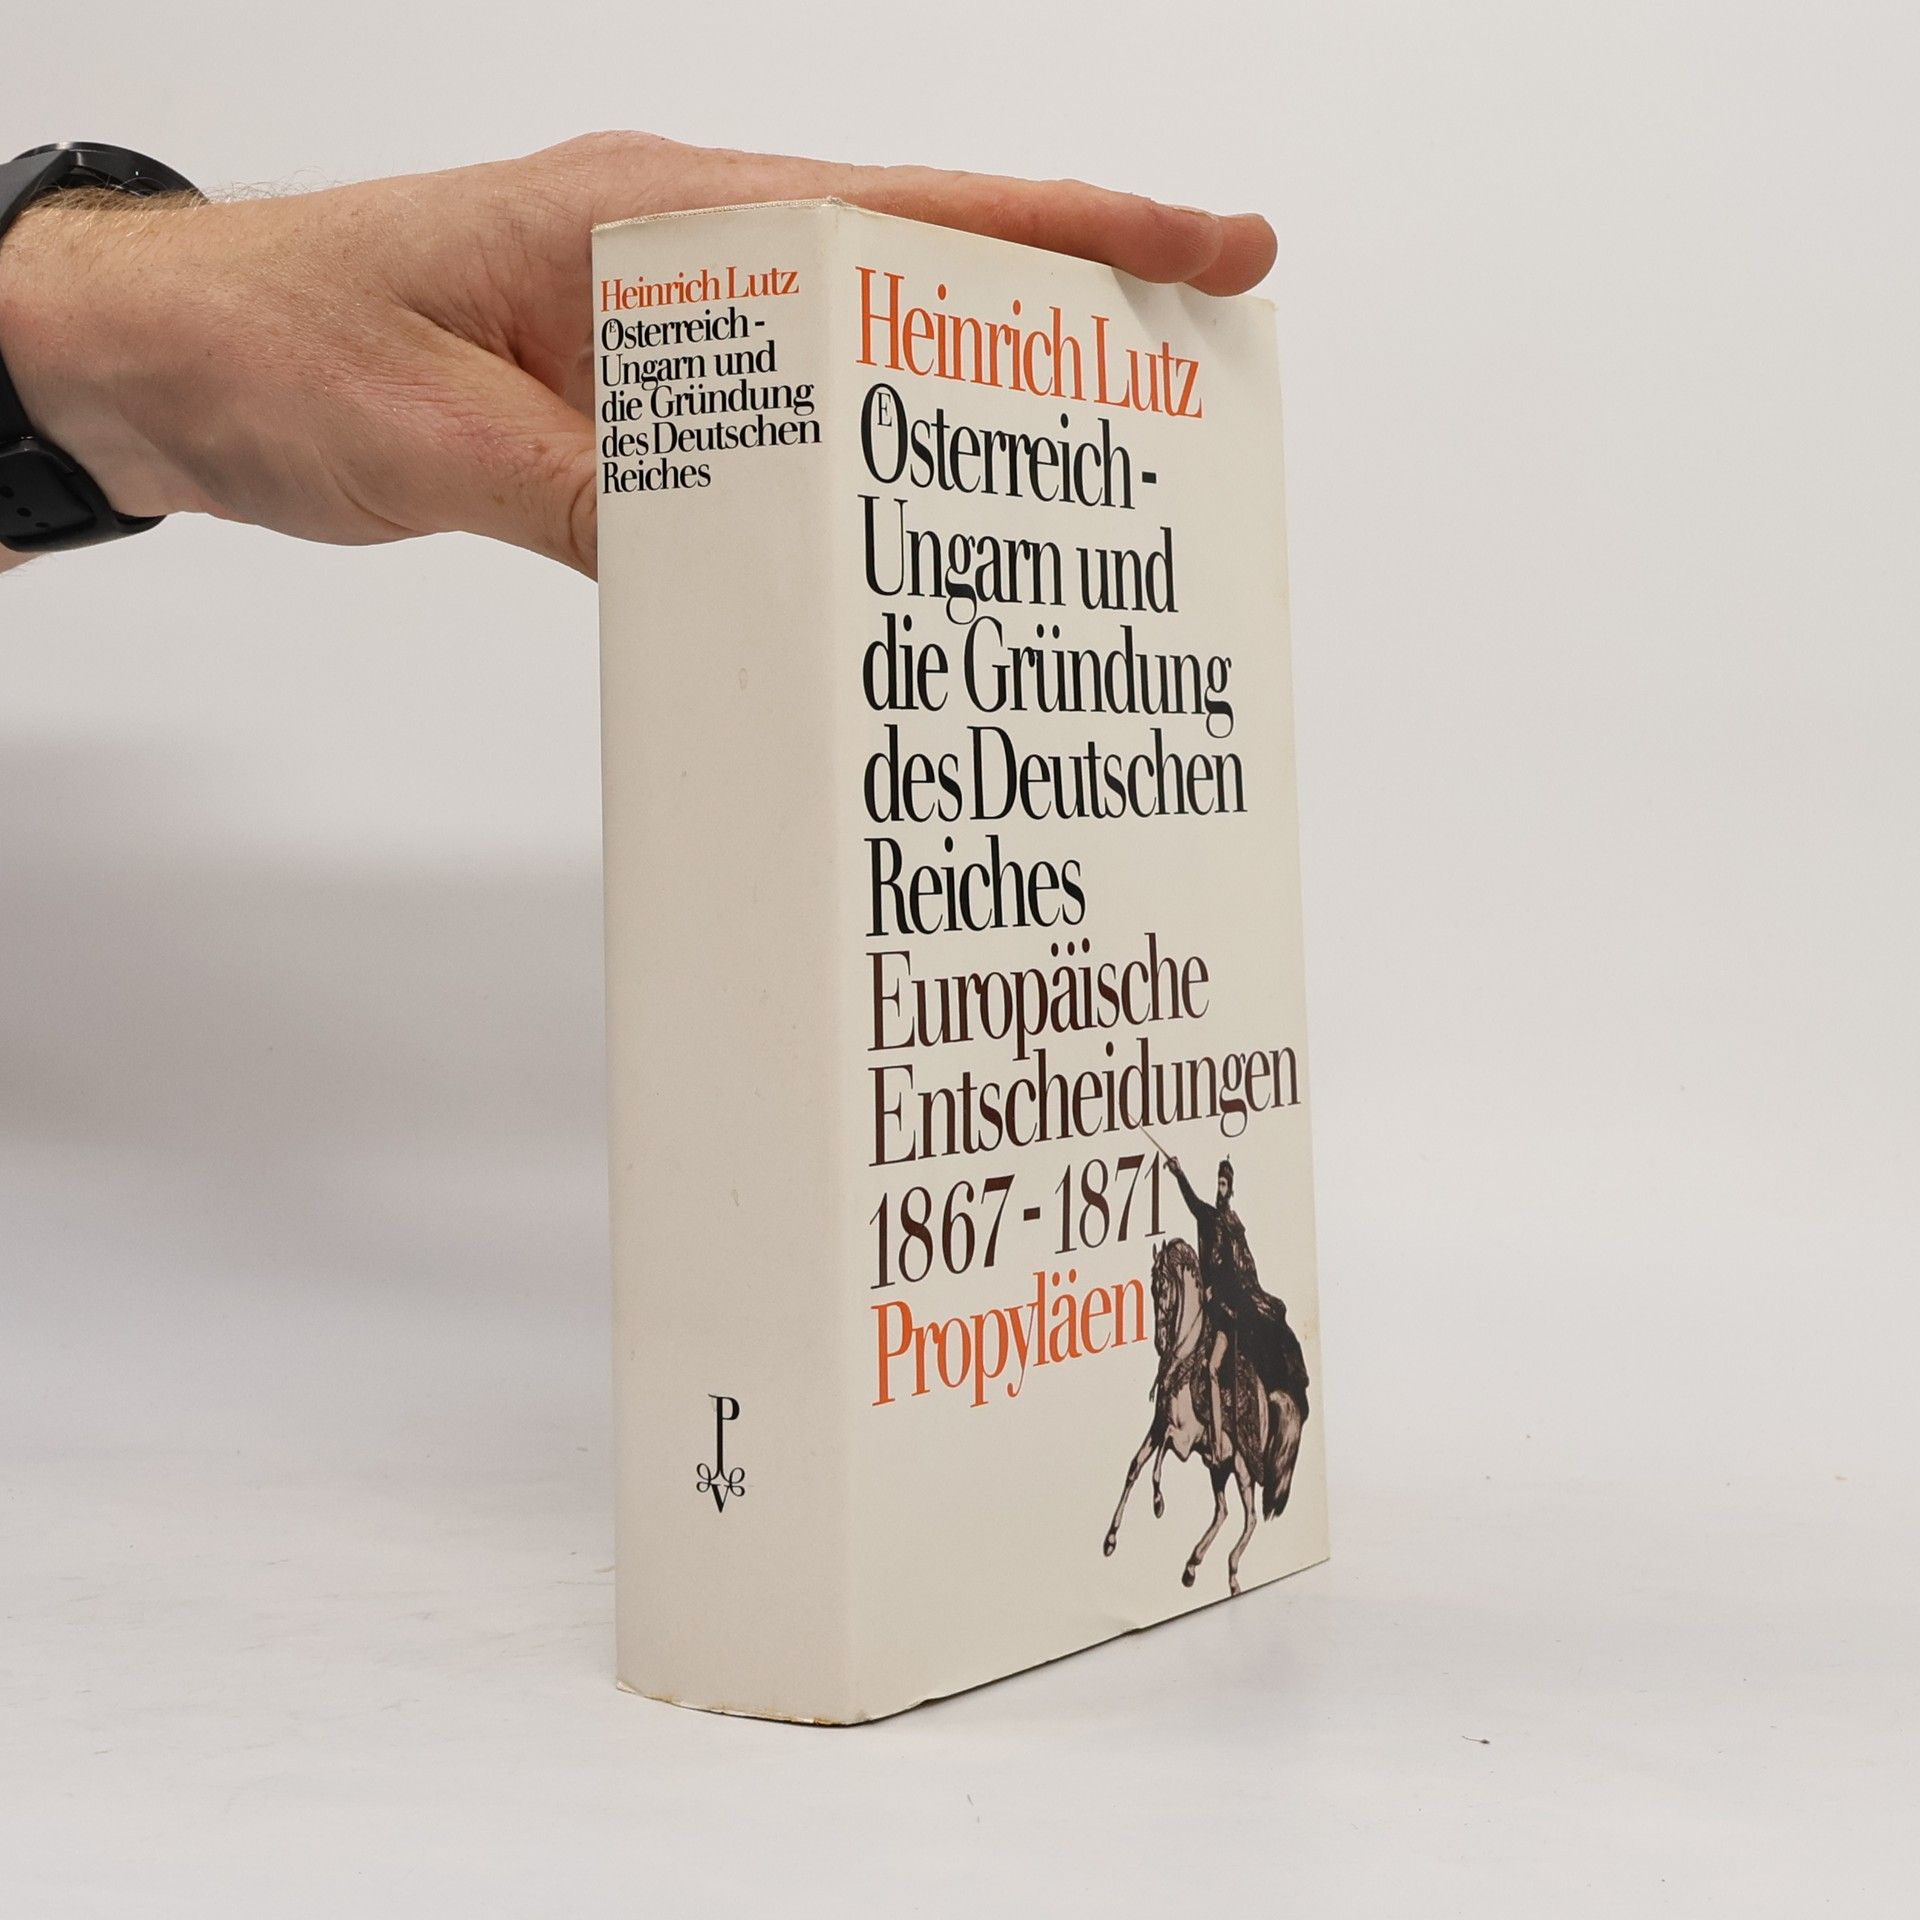 Heinrich Lutz
Österreich-
Ungarn und
die Gründung
des Deutschen
Reiches
P
V
Heinrich Lutz
Österreich-
Ungarn und
die Gründung
des Deutschen
Reiches
Europäische
Entscheidungen
1867-1871
Propyläen